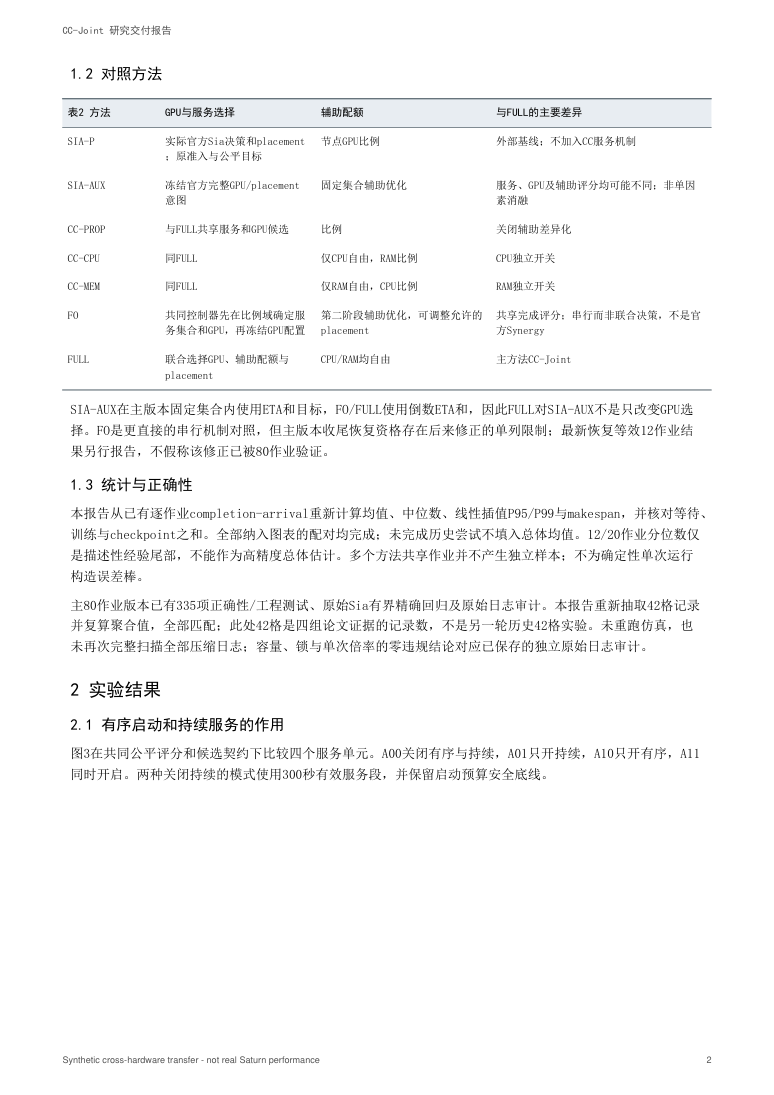 CC-Joint 研究交付报告
1.2 对照方法
表2 方法 GPU与服务选择 辅助配额 与FULL的主要差异
SIA-P 实际官方Sia决策和placement 节点GPU比例 外部基线；不加入CC服务机制
；原准入与公平目标
SIA-AUX 冻结官方完整GPU/placement 固定集合辅助优化 服务、GPU及辅助评分均可能不同；非单因
意图 素消融
CC-PROP 与FULL共享服务和GPU候选 比例 关闭辅助差异化
CC-CPU 同FULL 仅CPU自由，RAM比例 CPU独立开关
CC-MEM 同FULL 仅RAM自由，CPU比例 RAM独立开关
FO 共同控制器先在比例域确定服 第二阶段辅助优化，可调整允许的 共享完成评分；串行而非联合决策，不是官
务集合和GPU，再冻结GPU配置 placement 方Synergy
FULL 联合选择GPU、辅助配额与 CPU/RAM均自由 主方法CC-Joint
placement
SIA-AUX在主版本固定集合内使用ETA和目标，FO/FULL使用倒数ETA和，因此FULL对SIA-AUX不是只改变GPU选
择。FO是更直接的串行机制对照，但主版本收尾恢复资格存在后来修正的单列限制；最新恢复等效12作业结
果另行报告，不假称该修正已被80作业验证。
1.3 统计与正确性
本报告从已有逐作业completion-arrival重新计算均值、中位数、线性插值P95/P99与makespan，并核对等待、
训练与checkpoint之和。全部纳入图表的配对均完成；未完成历史尝试不填入总体均值。12/20作业分位数仅
是描述性经验尾部，不能作为高精度总体估计。多个方法共享作业并不产生独立样本；不为确定性单次运行
构造误差棒。
主80作业版本已有335项正确性/工程测试、原始Sia有界精确回归及原始日志审计。本报告重新抽取42格记录
并复算聚合值，全部匹配；此处42格是四组论文证据的记录数，不是另一轮历史42格实验。未重跑仿真，也
未再次完整扫描全部压缩日志；容量、锁与单次倍率的零违规结论对应已保存的独立原始日志审计。
2 实验结果
2.1 有序启动和持续服务的作用
图3在共同公平评分和候选契约下比较四个服务单元。A00关闭有序与持续，A01只开持续，A10只开有序，A11
同时开启。两种关闭持续的模式使用300秒有效服务段，并保留启动预算安全底线。
Synthetic cross-hardware transfer - not real Saturn performance 2